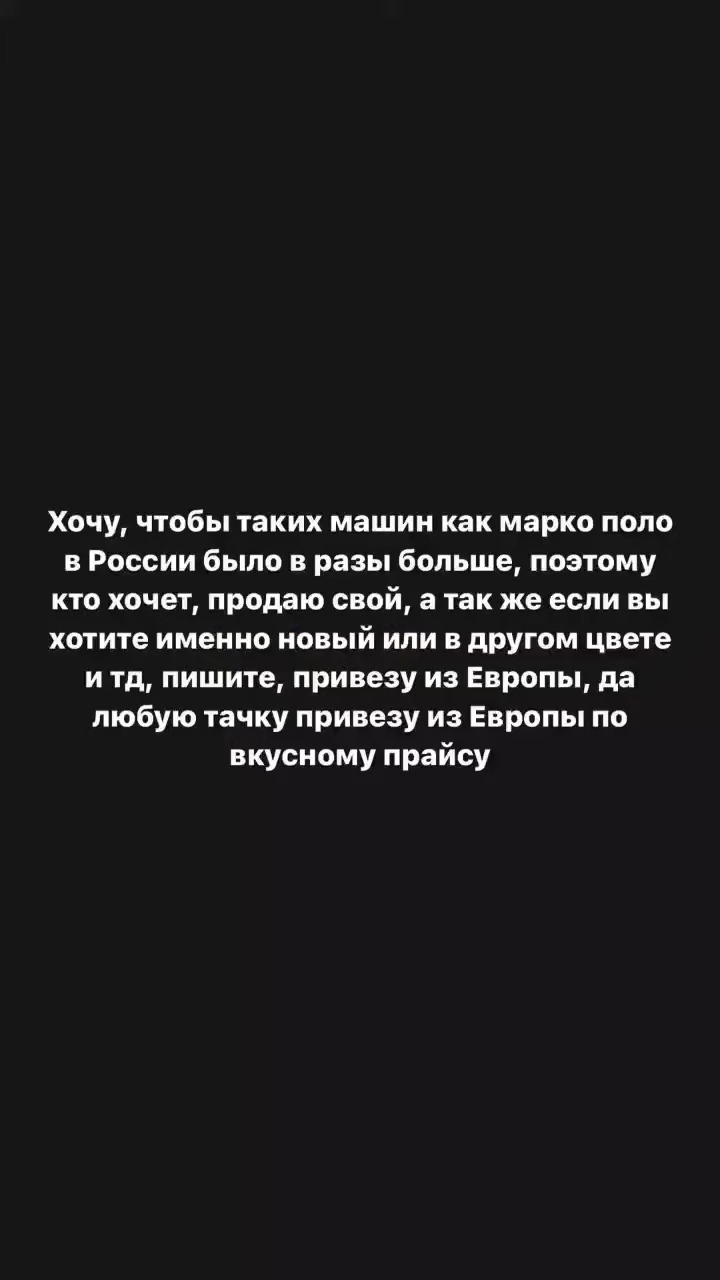 Хочу, чтобы таких машин как марко поло
в России было в разы больше, поэтому
кто хочет, продаю свой, а так же если вы
хотите именно новый или в другом цвете
и тд, пишите, привезу из Европы, да
любую тачку привезу из Европы по
вкусному прайсу